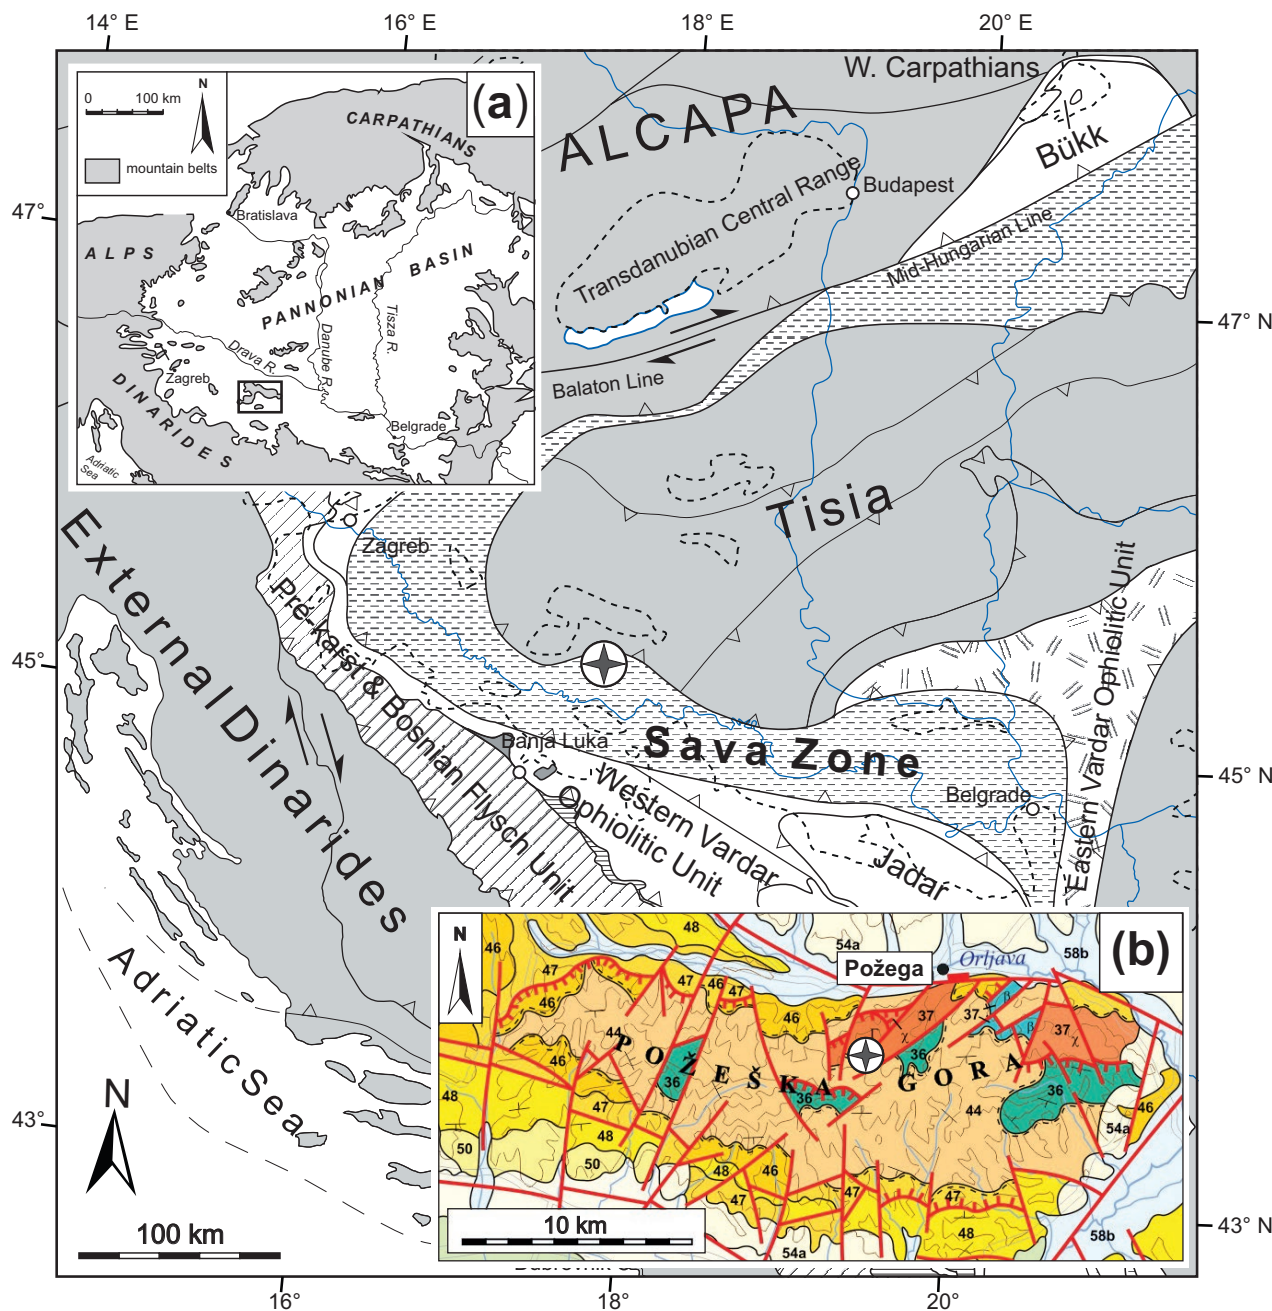 14° E
16° E
18° E
20° E
W. Carpathians
ALCAPA
Bükk
Transdanubian Central Range
Budapest
Mid-Hungarian Line
Balaton Line
Tisia
47°
45°
43°
47° N
45° N
43° N
16°
18°
20°
(a)
0 100 km
N
mountain belts
CARPATHIANS
Bratislava
ALPS
PANNONIAN BASIN
Danube R.
Tisza R.
Drava R.
Zagreb
DINARIDES
Belgrade
Adriatic
Sea
Zagreb
External Dinarides
Pre-karst & Bosnian Flysch Unit
Banja Luka
Sava Zone
Western Vardar
Ophiolitic Unit
Belgrade
Jadar
Eastern Vardar Ophiolitic Unit
Adriatic Sea
N
100 km
(b)
N
Požega
Orljava
POŽEŠKA GORA
46
47
46
48
47
46
47
54a
58b
46
44
37
37
37
β
β
Γ
χ
χ
36
36
36
36
46
44
48
47
48
50
50
48
46
47
47
47
48
54a
54a
46
58b
10 km